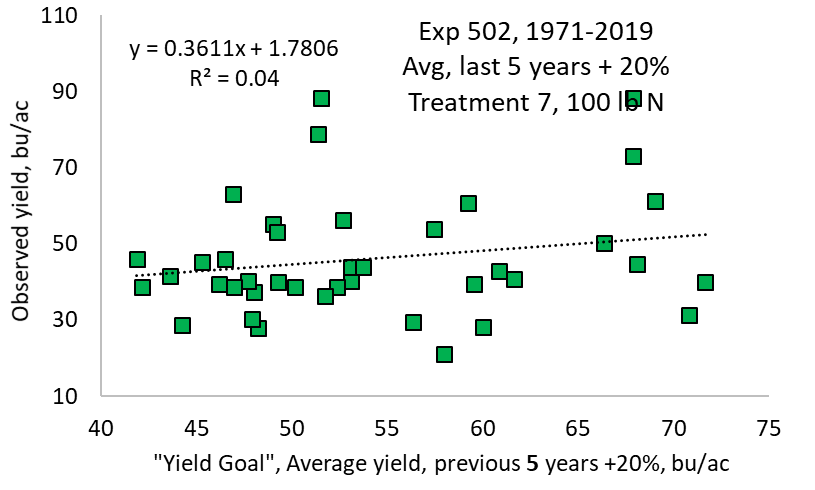 110
90
70
50
30
10
40 45 50 55 60 65 70 75
Observed yield, bu/ac
y = 0.3611x + 1.7806
R² = 0.04
Exp 502, 1971-2019
Avg, last 5 years + 20%
Treatment 7, 100 lb N
"Yield Goal", Average yield, previous 5 years +20%, bu/ac